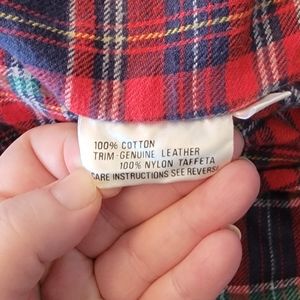 100% COTTON
TRIM-GENUINE LEATHER
100% NYLON TAFFETA
CARE INSTRUCTIONS SEE REVERSE